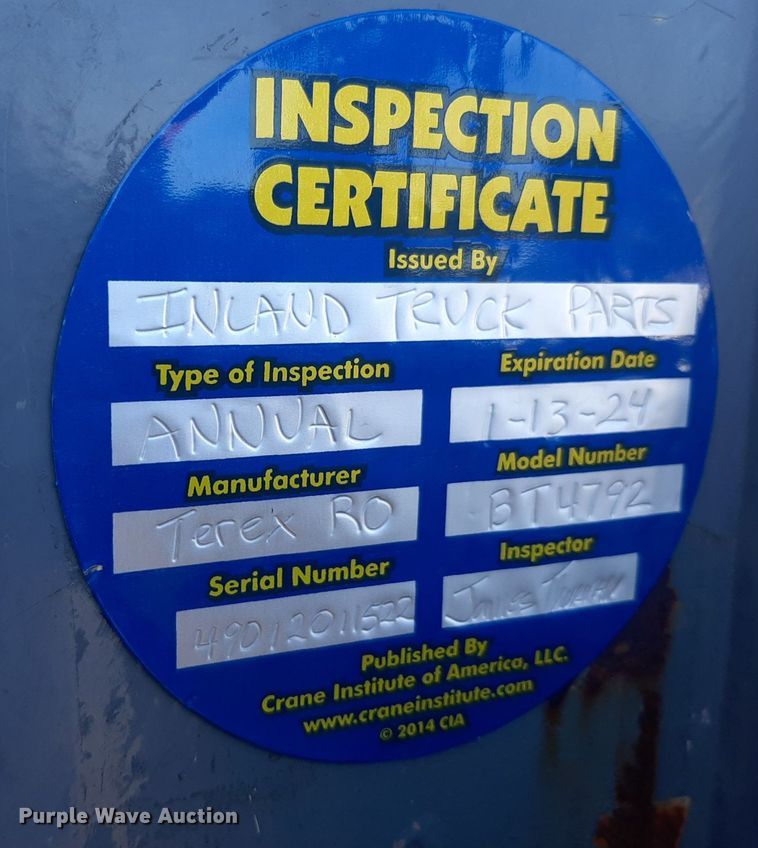 INSPECTION
CERTIFICATE
Issued By
INLAND TRUCK PARTS
Type of Inspection
Expiration Date
ANNUAL
1-13-24
Manufacturer
Model Number
Terex RO
BT4792
Serial Number
Inspector
49012011522
James
Published By
Crane Institute of America, LLC.
www.craneinstitute.com
© 2014 CIA
Purple Wave Auction